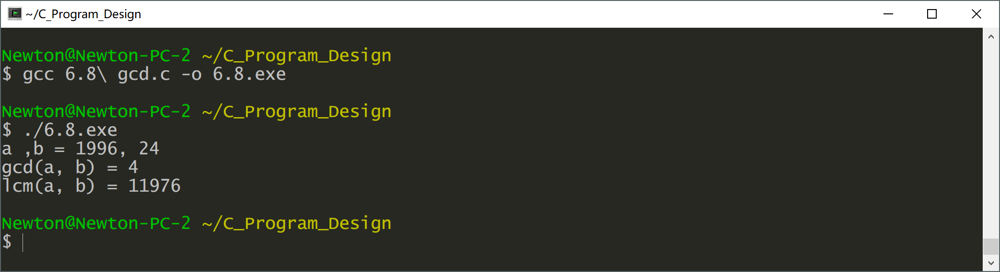 ~/C_Program_Design
Newton@Newton-PC-2 ~/C_Program_Design
$ gcc 6.8\ gcd.c -o 6.8.exe
Newton@Newton-PC-2 ~/C_Program_Design
$ ./6.8.exe
a ,b = 1996, 24
gcd(a, b) = 4
lcm(a, b) = 11976
Newton@Newton-PC-2 ~/C_Program_Design
$